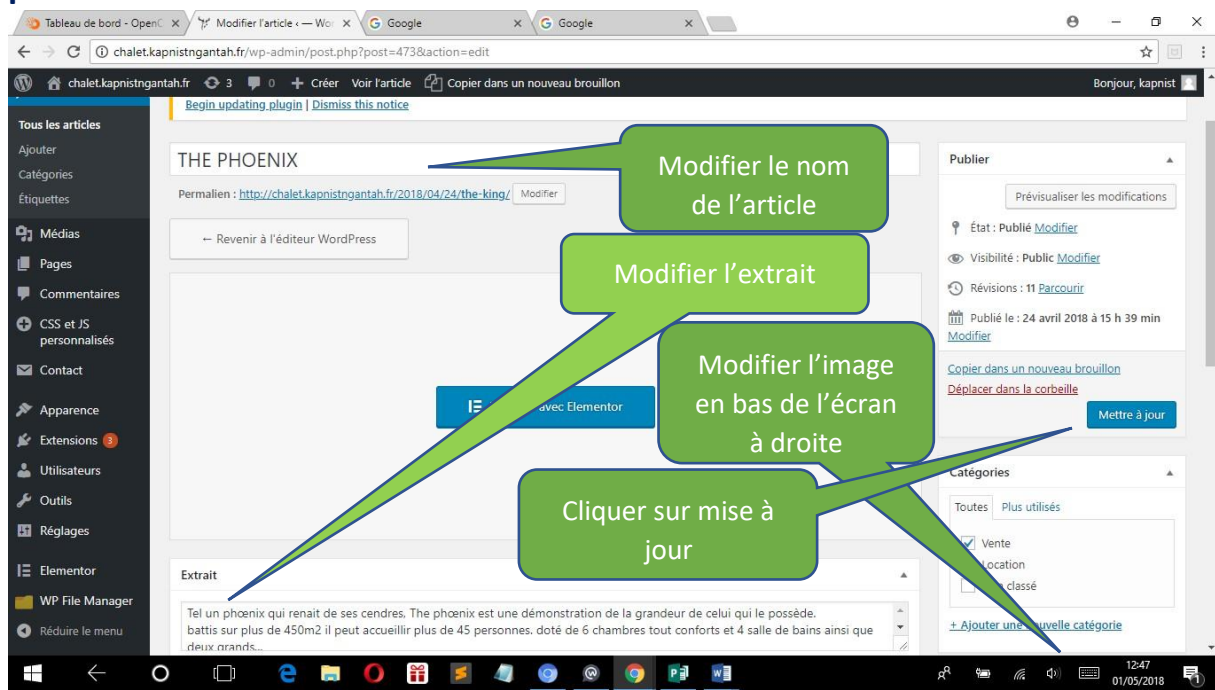 Tableau de bord - OpenC
Modifier l'article ‹ — Wor
Google
Google
chalet.kapnistngantah.fr/wp-admin/post.php?post=473&action=edit
chalet.kapnistngantah.fr
3
0
+ Créer
Voir l'article
Copier dans un nouveau brouillon
Bonjour, kapnist
Begin updating plugin | Dismiss this notice
Tous les articles
Ajouter
Catégories
Étiquettes
Médias
Pages
Commentaires
CSS et JS
personnalisés
Contact
Apparence
Extensions 3
Utilisateurs
Outils
Réglages
Elementor
WP File Manager
Réduire le menu
THE PHOENIX
Permalien : http://chalet.kapnistngantah.fr/2018/04/24/the-king/ Modifier
← Revenir à l'éditeur WordPress
Modifier le nom
de l'article
Modifier l'extrait
Modifier l'image
en bas de l'écran
à droite
avec Elementor
Cliquer sur mise à
jour
Extrait
Tel un phœnix qui renait de ses cendres, The phœnix est une démonstration de la grandeur de celui qui le possède.
battis sur plus de 450m2 il peut accueillir plus de 45 personnes. doté de 6 chambres tout conforts et 4 salle de bains ainsi que
deux grands...
Publier
Prévisualiser les modifications
État : Publié Modifier
Visibilité : Public Modifier
Révisions : 11 Parcourir
Publié le : 24 avril 2018 à 15 h 39 min
Modifier
Copier dans un nouveau brouillon
Déplacer dans la corbeille
Mettre à jour
Catégories
Toutes
Plus utilisés
Vente
Location
classé
+ Ajouter une nouvelle catégorie
12:47
01/05/2018